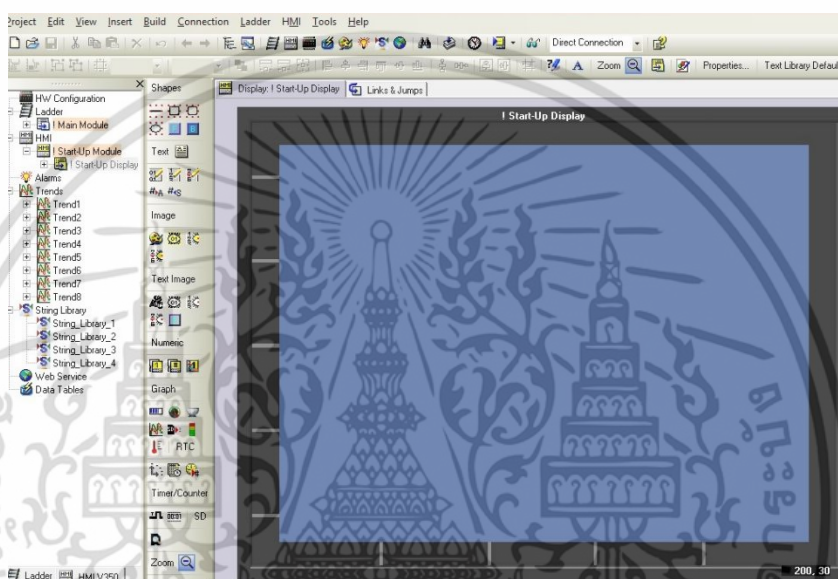 Project Edit View Insert Build Connection Ladder HMI Tools Help
Direct Connection
A Zoom Properties... Text Library Defaul
HW Configuration
Ladder
! Main Module
HMI
! Start-Up Module
! Start-Up Display
Alarms
Trends
Trend1
Trend2
Trend3
Trend4
Trend5
Trend6
Trend7
Trend8
String Library
String_Library_1
String_Library_2
String_Library_3
String_Library_4
Web Service
Data Tables
Ladder HMI V350
Shapes
Text
Image
Text Image
Numeric
Graph
RTC
Timer/Counter
SD
Zoom
Display: ! Start-Up Display Links & Jumps
! Start-Up Display
200, 30